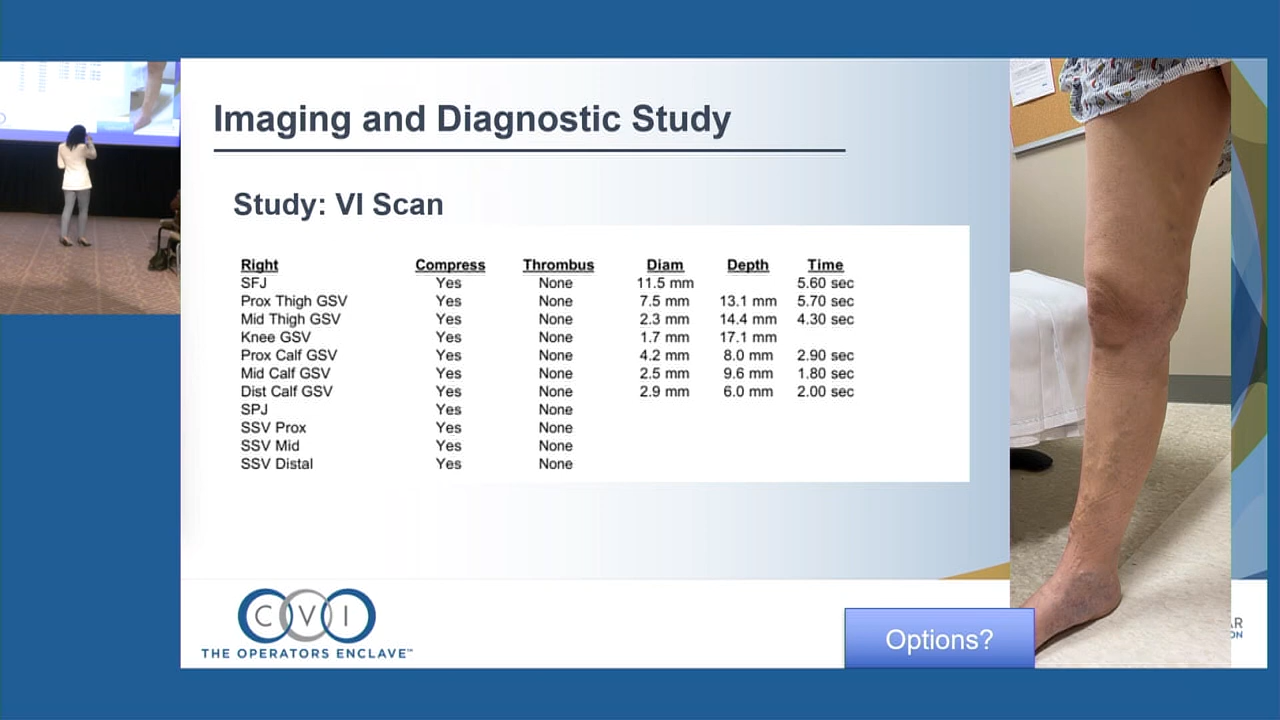 Imaging and Diagnostic Study
Study: VI Scan
Right Compress Thrombus Diam Depth Time
SFJ Yes None 11.5 mm 5.60 sec
Prox Thigh GSV Yes None 7.5 mm 13.1 mm 5.70 sec
Mid Thigh GSV Yes None 2.3 mm 14.4 mm 4.30 sec
Knee GSV Yes None 1.7 mm 17.1 mm
Prox Calf GSV Yes None 4.2 mm 8.0 mm 2.90 sec
Mid Calf GSV Yes None 2.5 mm 9.6 mm 1.80 sec
Dist Calf GSV Yes None 2.9 mm 6.0 mm 2.00 sec
SPJ Yes None
SSV Prox Yes None
SSV Mid Yes None
SSV Distal Yes None
CVI
THE OPERATORS ENCLAVE™
Options?